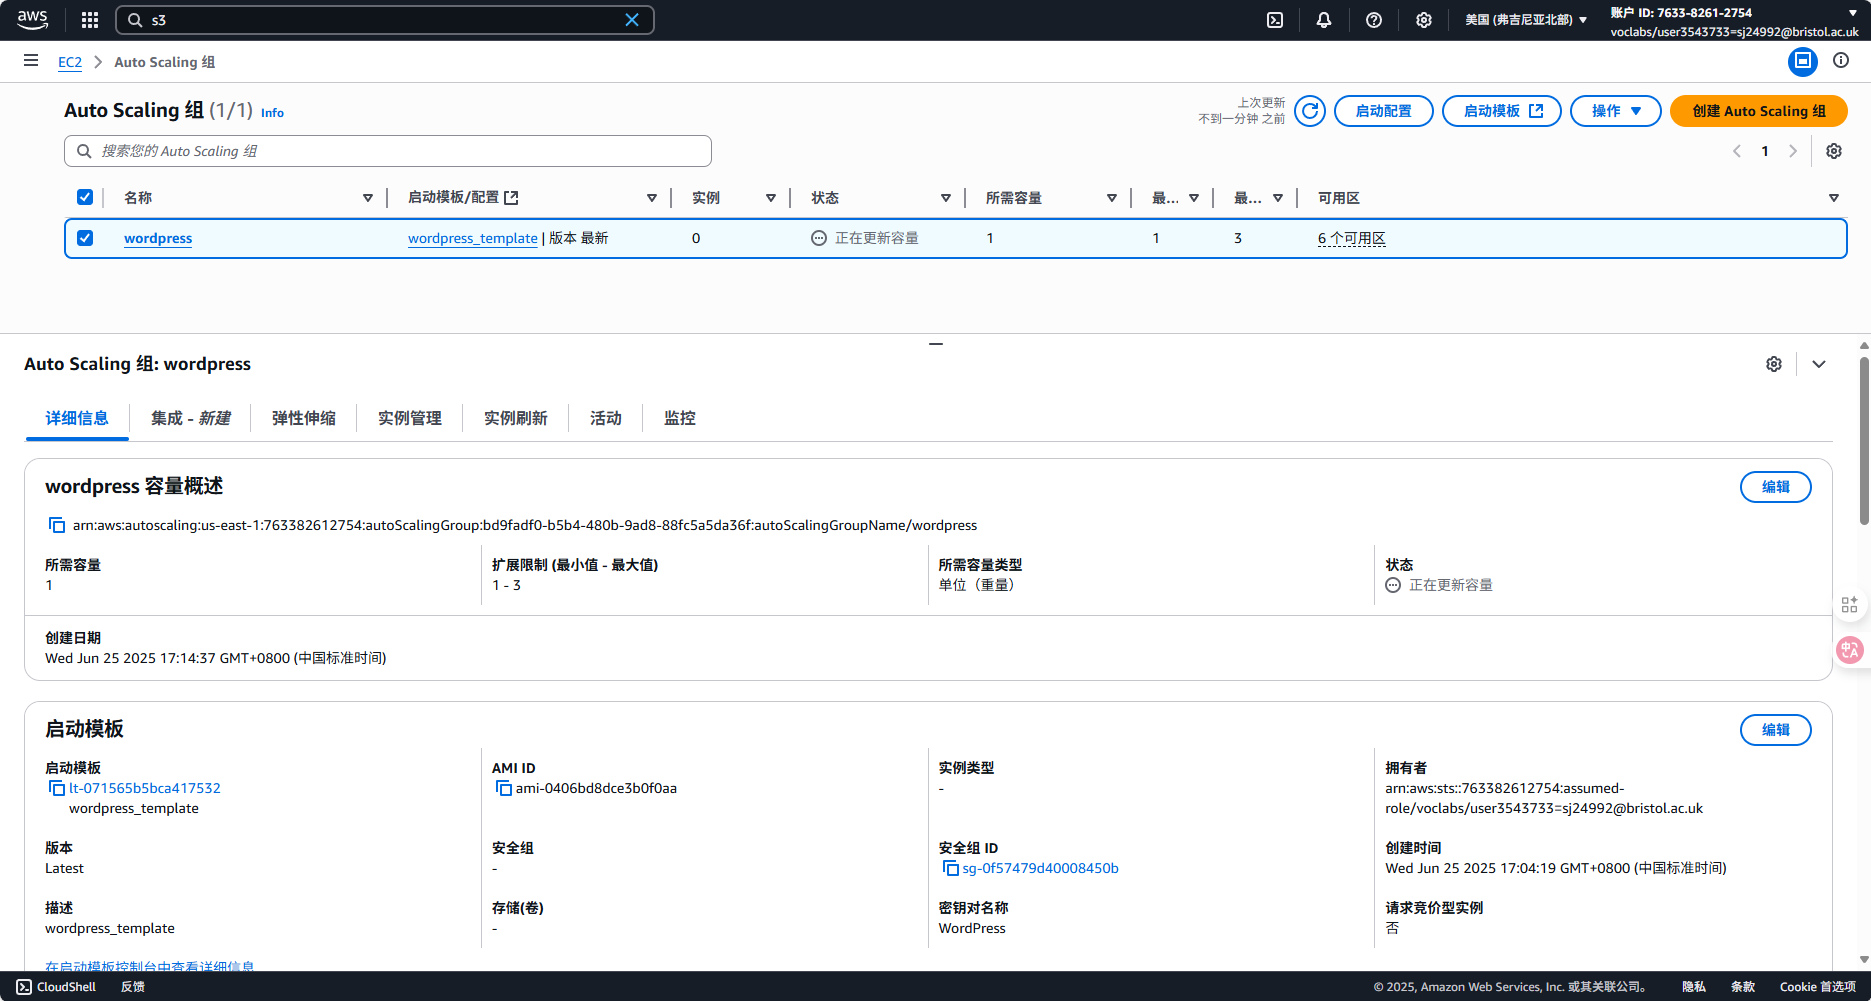 aws
s3
美国 (弗吉尼亚北部)
账户 ID: 7633-8261-2754
voclabs/user3543733=sj24992@bristol.ac.uk
EC2 > Auto Scaling 组
Auto Scaling 组 (1/1) Info
上次更新
不到一分钟 之前
启动配置
启动模板
操作
创建 Auto Scaling 组
搜索您的 Auto Scaling 组
1
名称 启动模板/配置 实例 状态 所需容量 最... 最... 可用区
wordpress wordpress_template | 版本 最新 0 正在更新容量 1 1 3 6 个可用区
Auto Scaling 组: wordpress
详细信息 集成 - 新建 弹性伸缩 实例管理 实例刷新 活动 监控
wordpress 容量概述
编辑
arn:aws:autoscaling:us-east-1:763382612754:autoScalingGroup:bd9fadf0-b5b4-480b-9ad8-88fc5a5da36f:autoScalingGroupName/wordpress
所需容量 扩展限制 (最小值 - 最大值) 所需容量类型 状态
1 1 - 3 单位（重量） 正在更新容量
创建日期
Wed Jun 25 2025 17:14:37 GMT+0800 (中国标准时间)
启动模板
编辑
启动模板 AMI ID 实例类型 拥有者
lt-071565b5bca417532 ami-0406bd8dce3b0f0aa - arn:aws:sts::763382612754:assumed-
wordpress_template role/voclabs/user3543733=sj24992@bristol.ac.uk
版本 安全组 安全组 ID 创建时间
Latest - sg-0f57479d40008450b Wed Jun 25 2025 17:04:19 GMT+0800 (中国标准时间)
描述 存储(卷) 密钥对名称 请求竞价型实例
wordpress_template - WordPress 否
在启动模板控制台中查看详细信息
CloudShell 反馈 © 2025, Amazon Web Services, Inc. 或其关联公司。 隐私 条款 Cookie 首选项